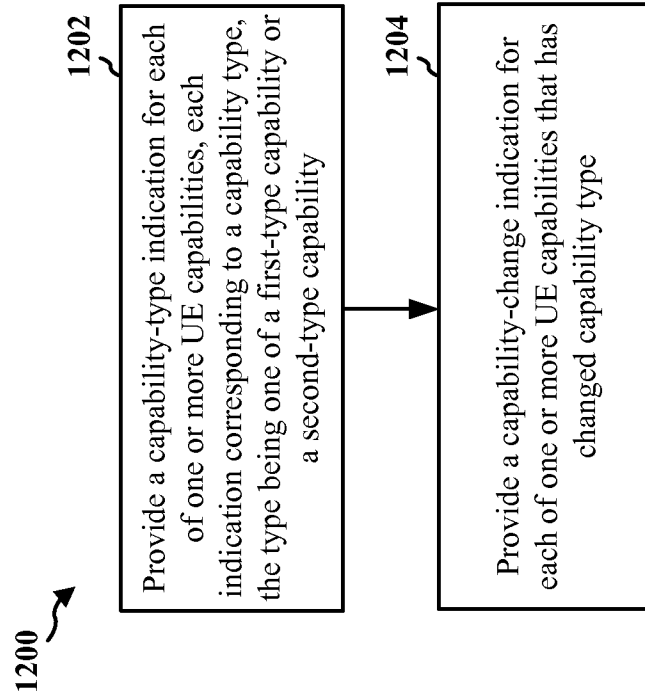 1200
1202
Provide a capability-type indication for each
of one or more UE capabilities, each
indication corresponding to a capability type,
the type being one of a first-type capability or
a second-type capability
1204
Provide a capability-change indication for
each of one or more UE capabilities that has
changed capability type